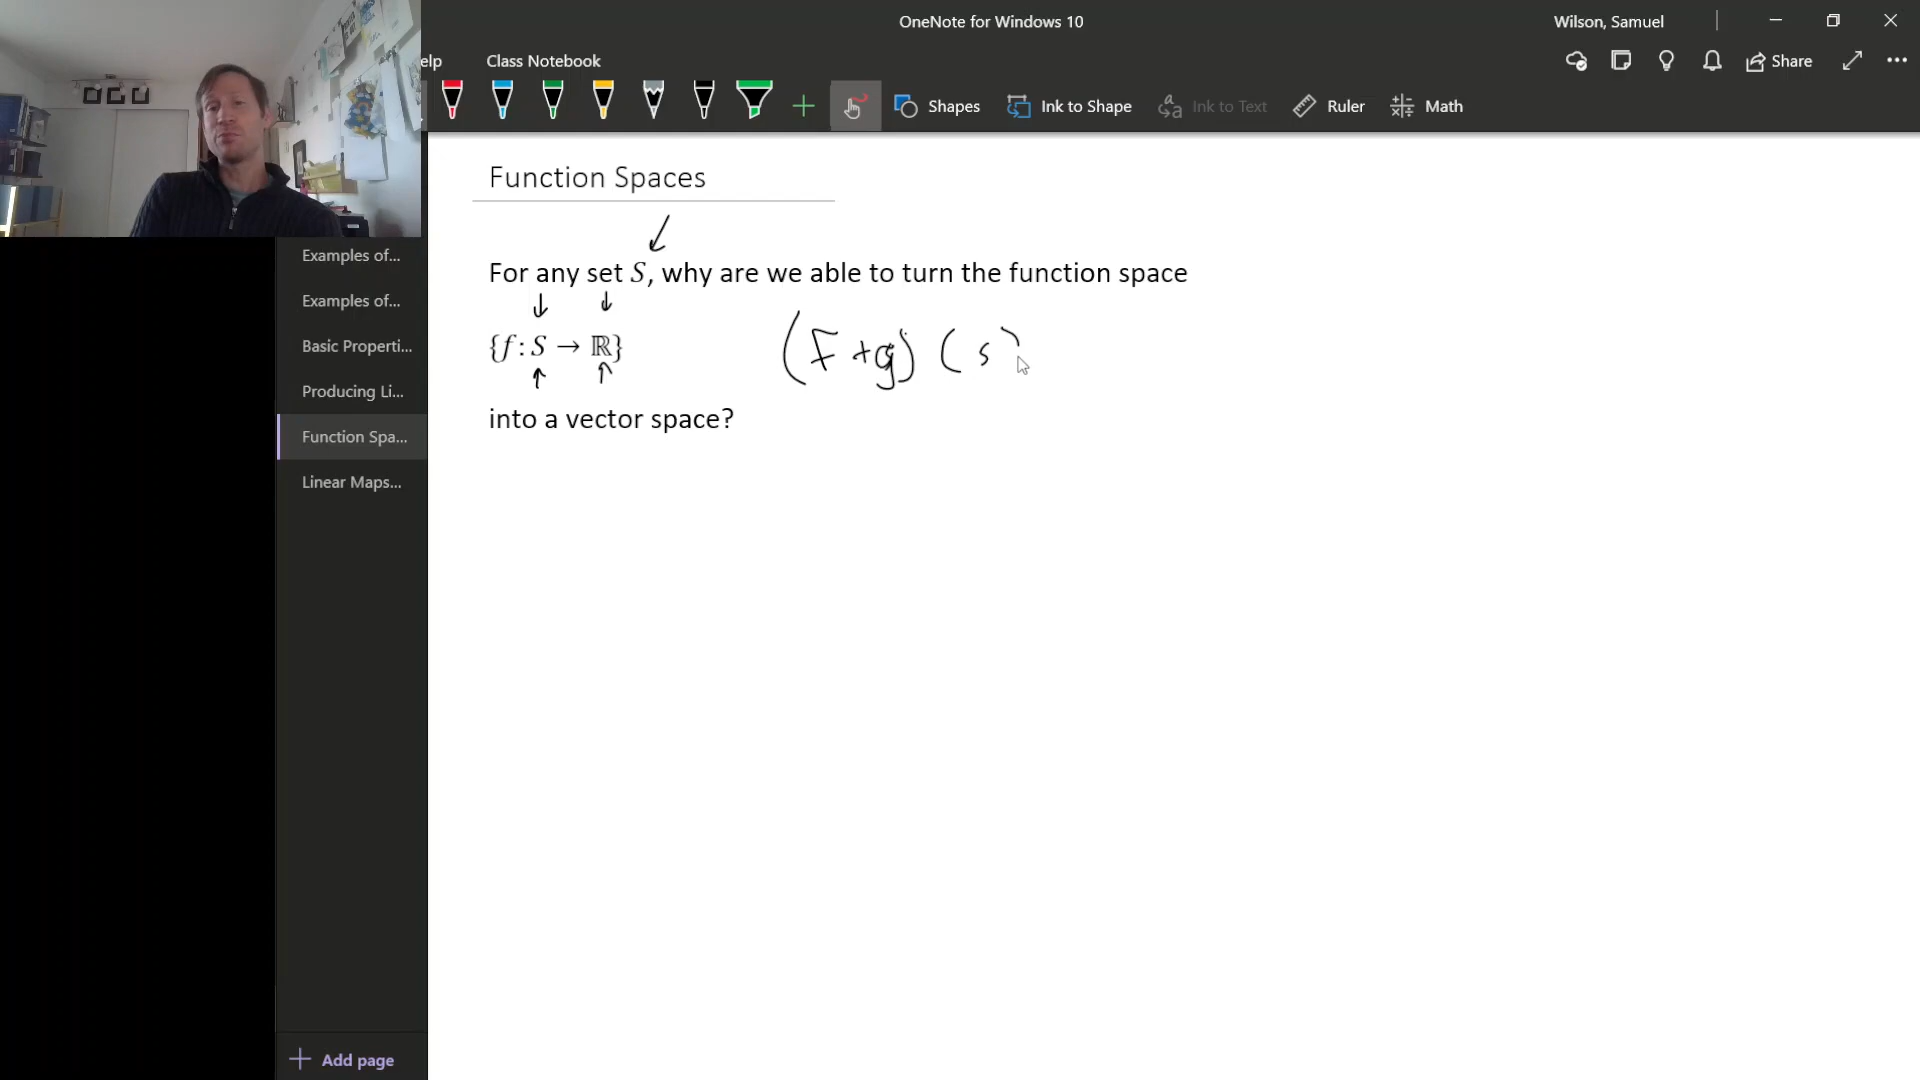 OneNote for Windows 10
Wilson, Samuel
elp
Class Notebook
Share
Shapes
Ink to Shape
Ink to Text
Ruler
Math
Function Spaces
For any set S, why are we able to turn the function space
{f: S → ℝ}
(F+g)(s)
into a vector space?
Examples of...
Examples of...
Basic Properti...
Producing Li...
Function Spa...
Linear Maps...
Add page